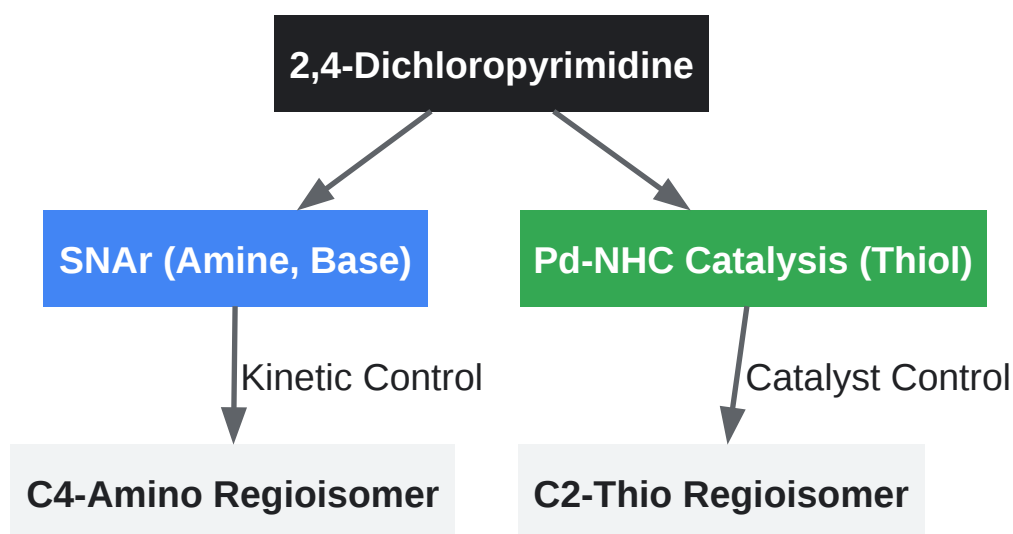 2,4-Dichloropyrimidine
SNAr (Amine, Base)
Pd-NHC Catalysis (Thiol)
Kinetic Control
Catalyst Control
C4-Amino Regioisomer
C2-Thio Regioisomer